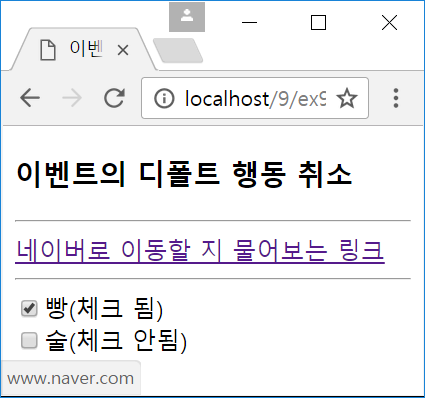 이벤
localhost/9/ex9
이벤트의 디폴트 행동 취소
네이버로 이동할 지 물어보는 링크
빵(체크 됨)
술(체크 안됨)
www.naver.com